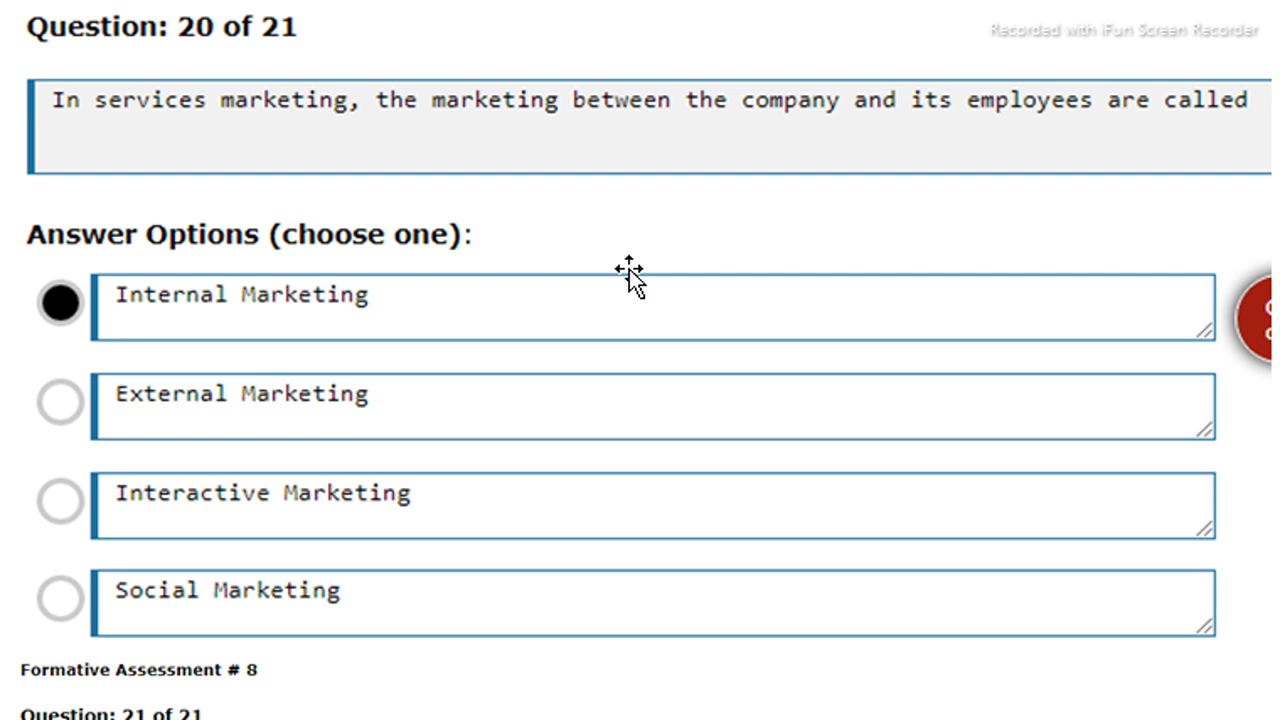 Question: 20 of 21
Recorded with iFun Screen Recorder
In services marketing, the marketing between the company and its employees are called
Answer Options (choose one):
Internal Marketing
External Marketing
Interactive Marketing
Social Marketing
Formative Assessment # 8
Question: 21 of 21